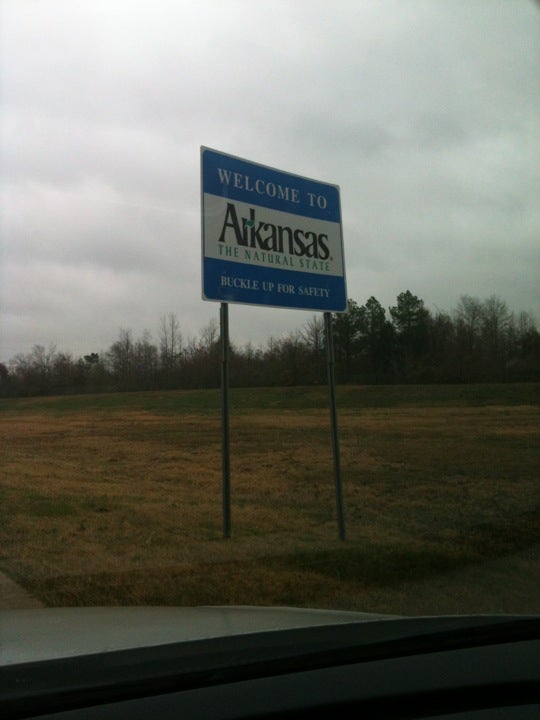 WELCOME TO
Arkansas
THE NATURAL STATE
BUCKLE UP FOR SAFETY